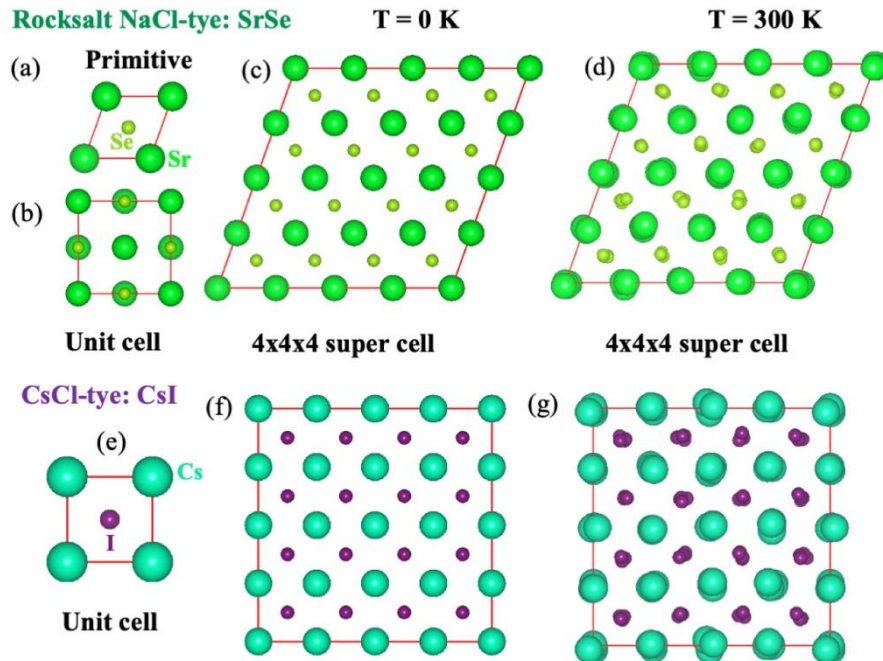 Rocksalt NaCl-tye: SrSe
T = 0 K
T = 300 K
(a)
Primitive
(c)
(d)
Se
Sr
(b)
Unit cell
4x4x4 super cell
4x4x4 super cell
CsCl-tye: CsI
(f)
(g)
(e)
Cs
I
Unit cell